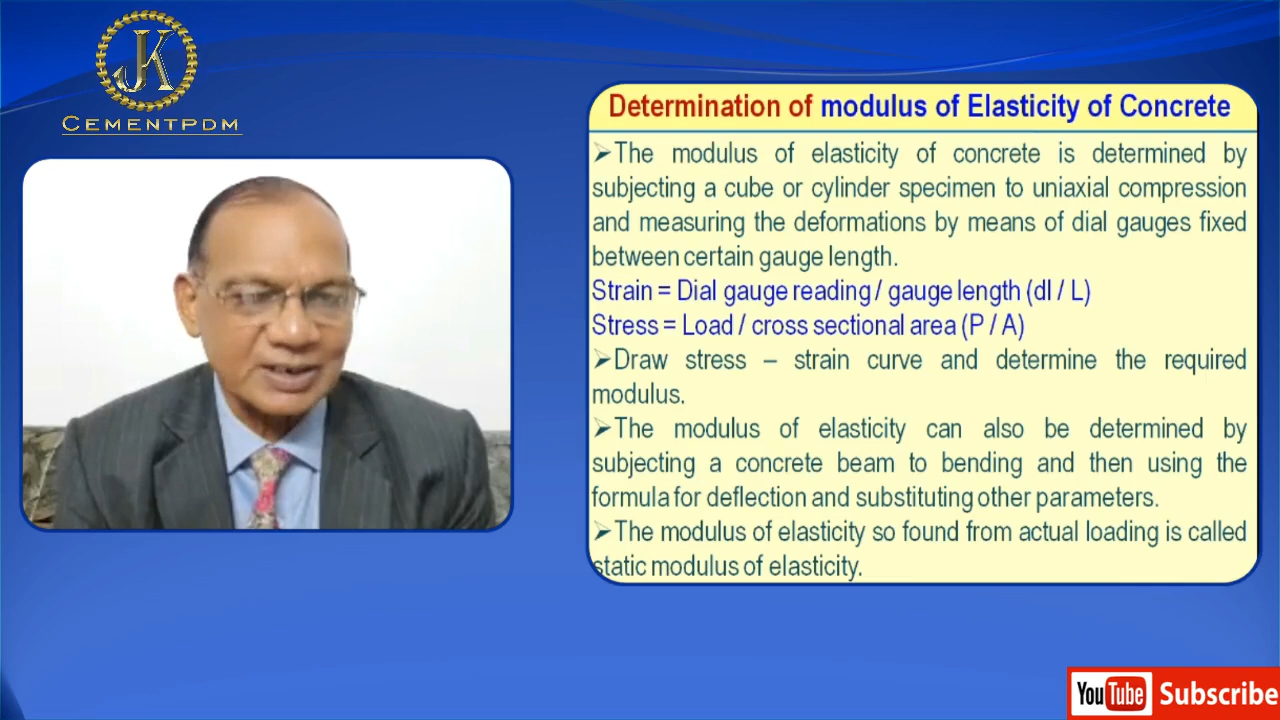 JK
CEMENTPDM
Determination of modulus of Elasticity of Concrete
➢The modulus of elasticity of concrete is determined by
subjecting a cube or cylinder specimen to uniaxial compression
and measuring the deformations by means of dial gauges fixed
between certain gauge length.
Strain = Dial gauge reading / gauge length (dl / L)
Stress = Load / cross sectional area (P / A)
➢Draw stress – strain curve and determine the required
modulus.
➢The modulus of elasticity can also be determined by
subjecting a concrete beam to bending and then using the
formula for deflection and substituting other parameters.
➢The modulus of elasticity so found from actual loading is called
static modulus of elasticity.
YouTube Subscribe